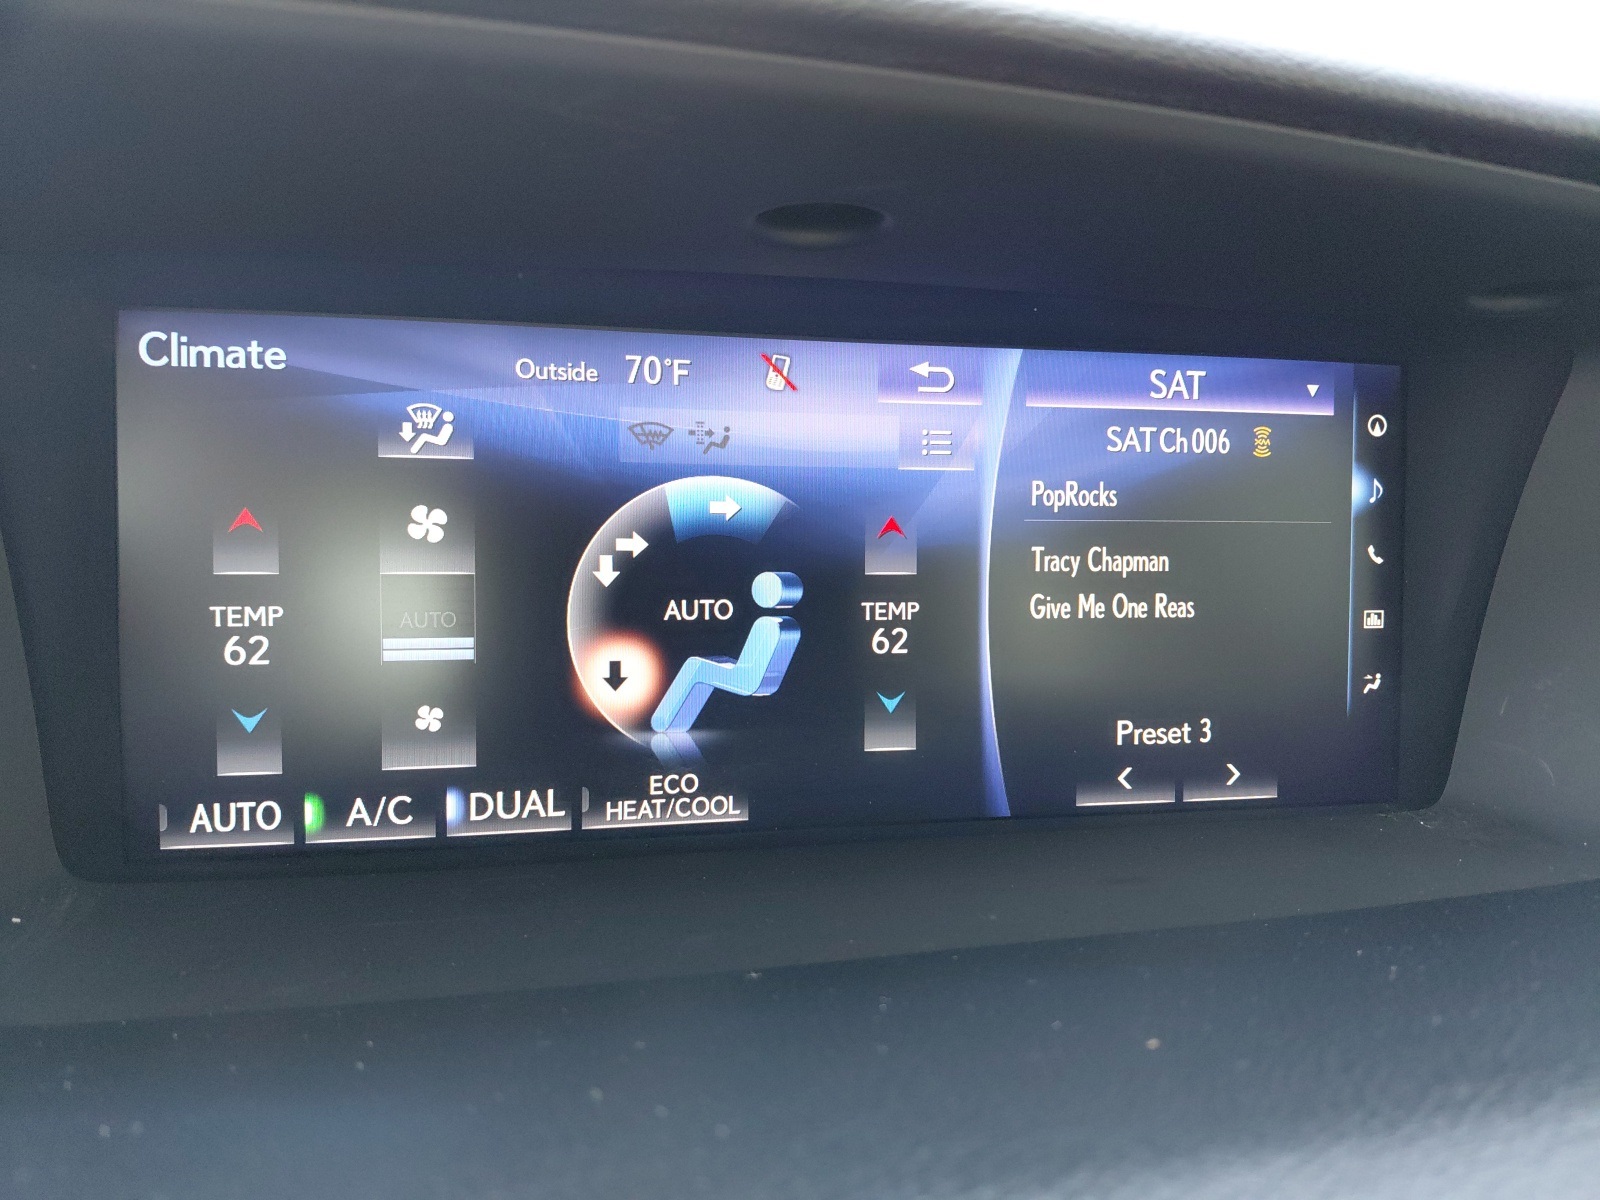 Climate
Outside 70°F
TEMP
62
AUTO
AUTO
TEMP
62
AUTO
A/C
DUAL
ECO
HEAT/COOL
SAT
SAT Ch 006
XM
PopRocks
Tracy Chapman
Give Me One Reas
Preset 3